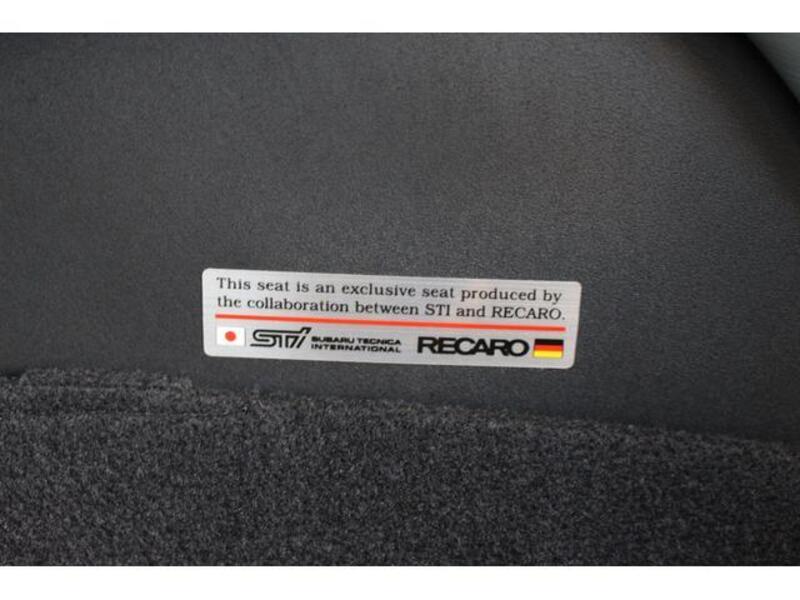 This seat is an exclusive seat produced by
the collaboration between STI and RECARO.
STI SUBARU TECNICA INTERNATIONAL RECARO